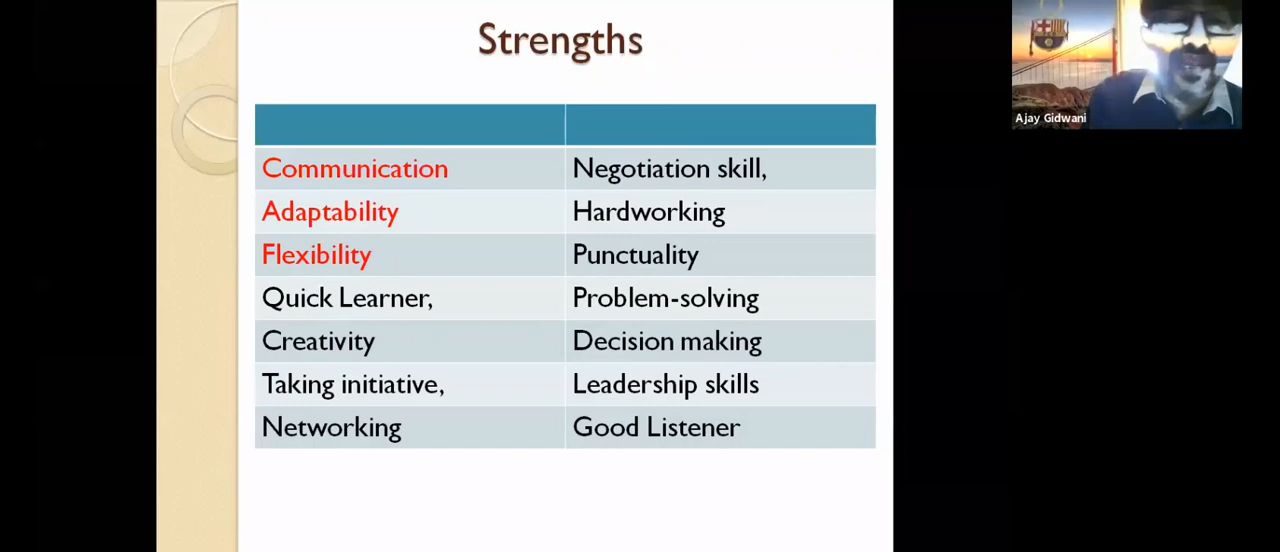 Strengths
Communication
Negotiation skill,
Adaptability
Hardworking
Flexibility
Punctuality
Quick Learner,
Problem-solving
Creativity
Decision making
Taking initiative,
Leadership skills
Networking
Good Listener
Ajay Gidwani